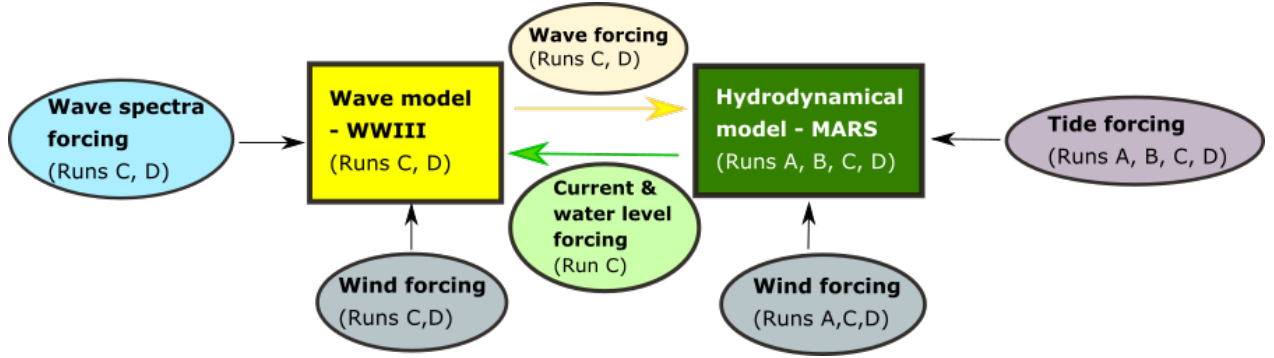 Wave forcing
(Runs C, D)
Wave spectra
forcing
(Runs C, D)
Wave model
- WWIII
(Runs C, D)
Hydrodynamical
model - MARS
(Runs A, B, C, D)
Tide forcing
(Runs A, B, C, D)
Current &
water level
forcing
(Run C)
Wind forcing
(Runs C,D)
Wind forcing
(Runs A,C,D)